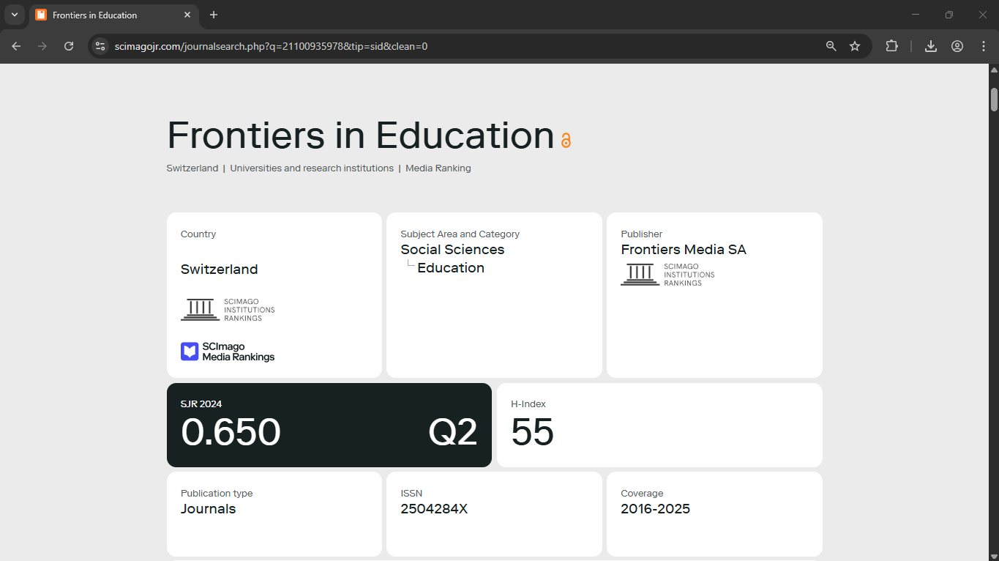 Frontiers in Education
scimagojr.com/journalsearch.php?q=21100935978&tip=sid&clean=0
Frontiers in Education
Switzerland | Universities and research institutions | Media Ranking
Country
Switzerland
SCIMAGO
INSTITUTIONS
RANKINGS
SCImago
Media Rankings
Subject Area and Category
Social Sciences
Education
Publisher
Frontiers Media SA
SCIMAGO
INSTITUTIONS
RANKINGS
SJR 2024
0.650 Q2
H-Index
55
Publication type
Journals
ISSN
2504284X
Coverage
2016-2025